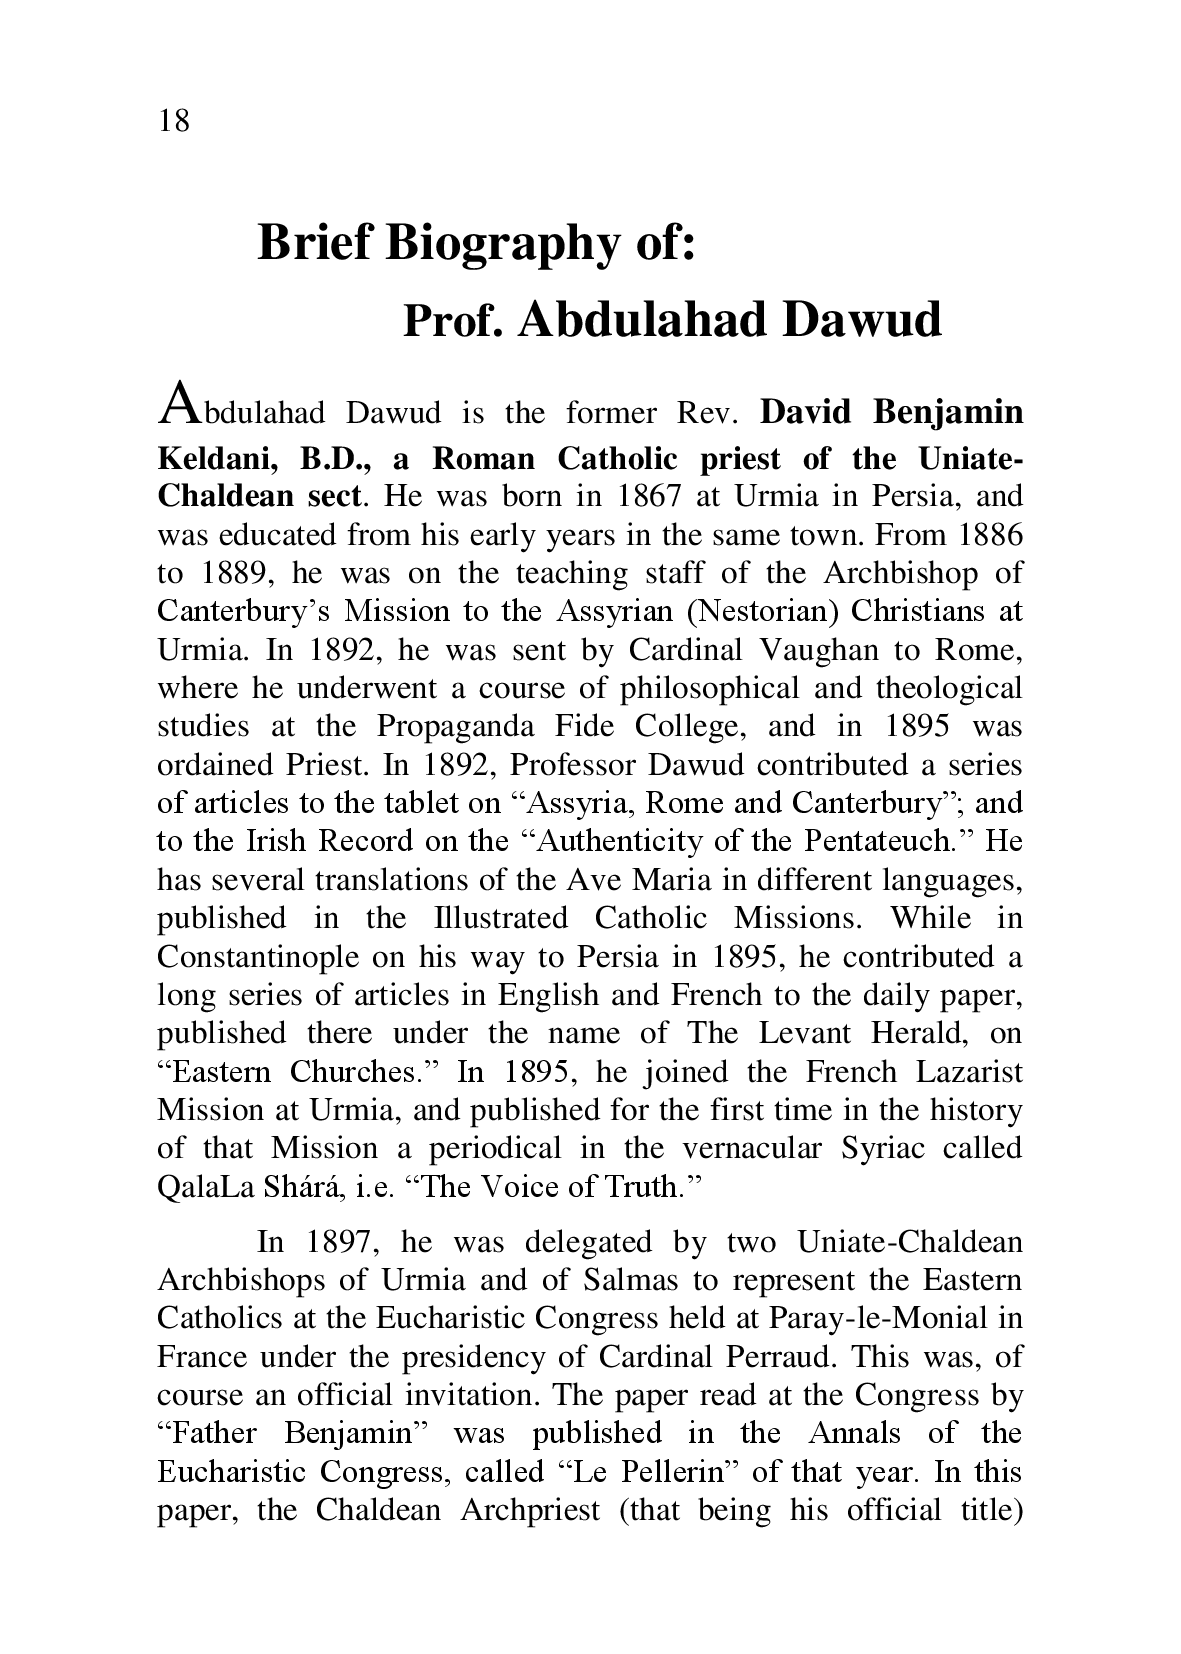 18
Brief Biography of:
Prof. Abdulahad Dawud
Abdulahad Dawud is the former Rev. David Benjamin
Keldani, B.D., a Roman Catholic priest of the Uniate-
Chaldean sect. He was born in 1867 at Urmia in Persia, and
was educated from his early years in the same town. From 1886
to 1889, he was on the teaching staff of the Archbishop of
Canterbury’s Mission to the Assyrian (Nestorian) Christians at
Urmia. In 1892, he was sent by Cardinal Vaughan to Rome,
where he underwent a course of philosophical and theological
studies at the Propaganda Fide College, and in 1895 was
ordained Priest. In 1892, Professor Dawud contributed a series
of articles to the tablet on “Assyria, Rome and Canterbury”; and
to the Irish Record on the “Authenticity of the Pentateuch.” He
has several translations of the Ave Maria in different languages,
published in the Illustrated Catholic Missions. While in
Constantinople on his way to Persia in 1895, he contributed a
long series of articles in English and French to the daily paper,
published there under the name of The Levant Herald, on
“Eastern Churches.” In 1895, he joined the French Lazarist
Mission at Urmia, and published for the first time in the history
of that Mission a periodical in the vernacular Syriac called
QalaLa Shárá, i.e. “The Voice of Truth.”
In 1897, he was delegated by two Uniate-Chaldean
Archbishops of Urmia and of Salmas to represent the Eastern
Catholics at the Eucharistic Congress held at Paray-le-Monial in
France under the presidency of Cardinal Perraud. This was, of
course an official invitation. The paper read at the Congress by
“Father Benjamin” was published in the Annals of the
Eucharistic Congress, called “Le Pellerin” of that year. In this
paper, the Chaldean Archpriest (that being his official title)